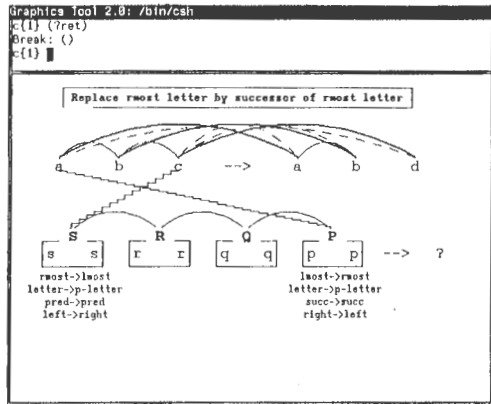 Graphics Tool 2.0: /bin/csh
c{1} (?ret)
Break: ()
c{1}
Replace rmost letter by successor of rmost letter
a b c --> a b d
S R Q P
s s r r q q p p --> ?
rmost->lmost lmost->rmost
letter->p-letter letter->p-letter
pred->pred succ->succ
left->right right->left